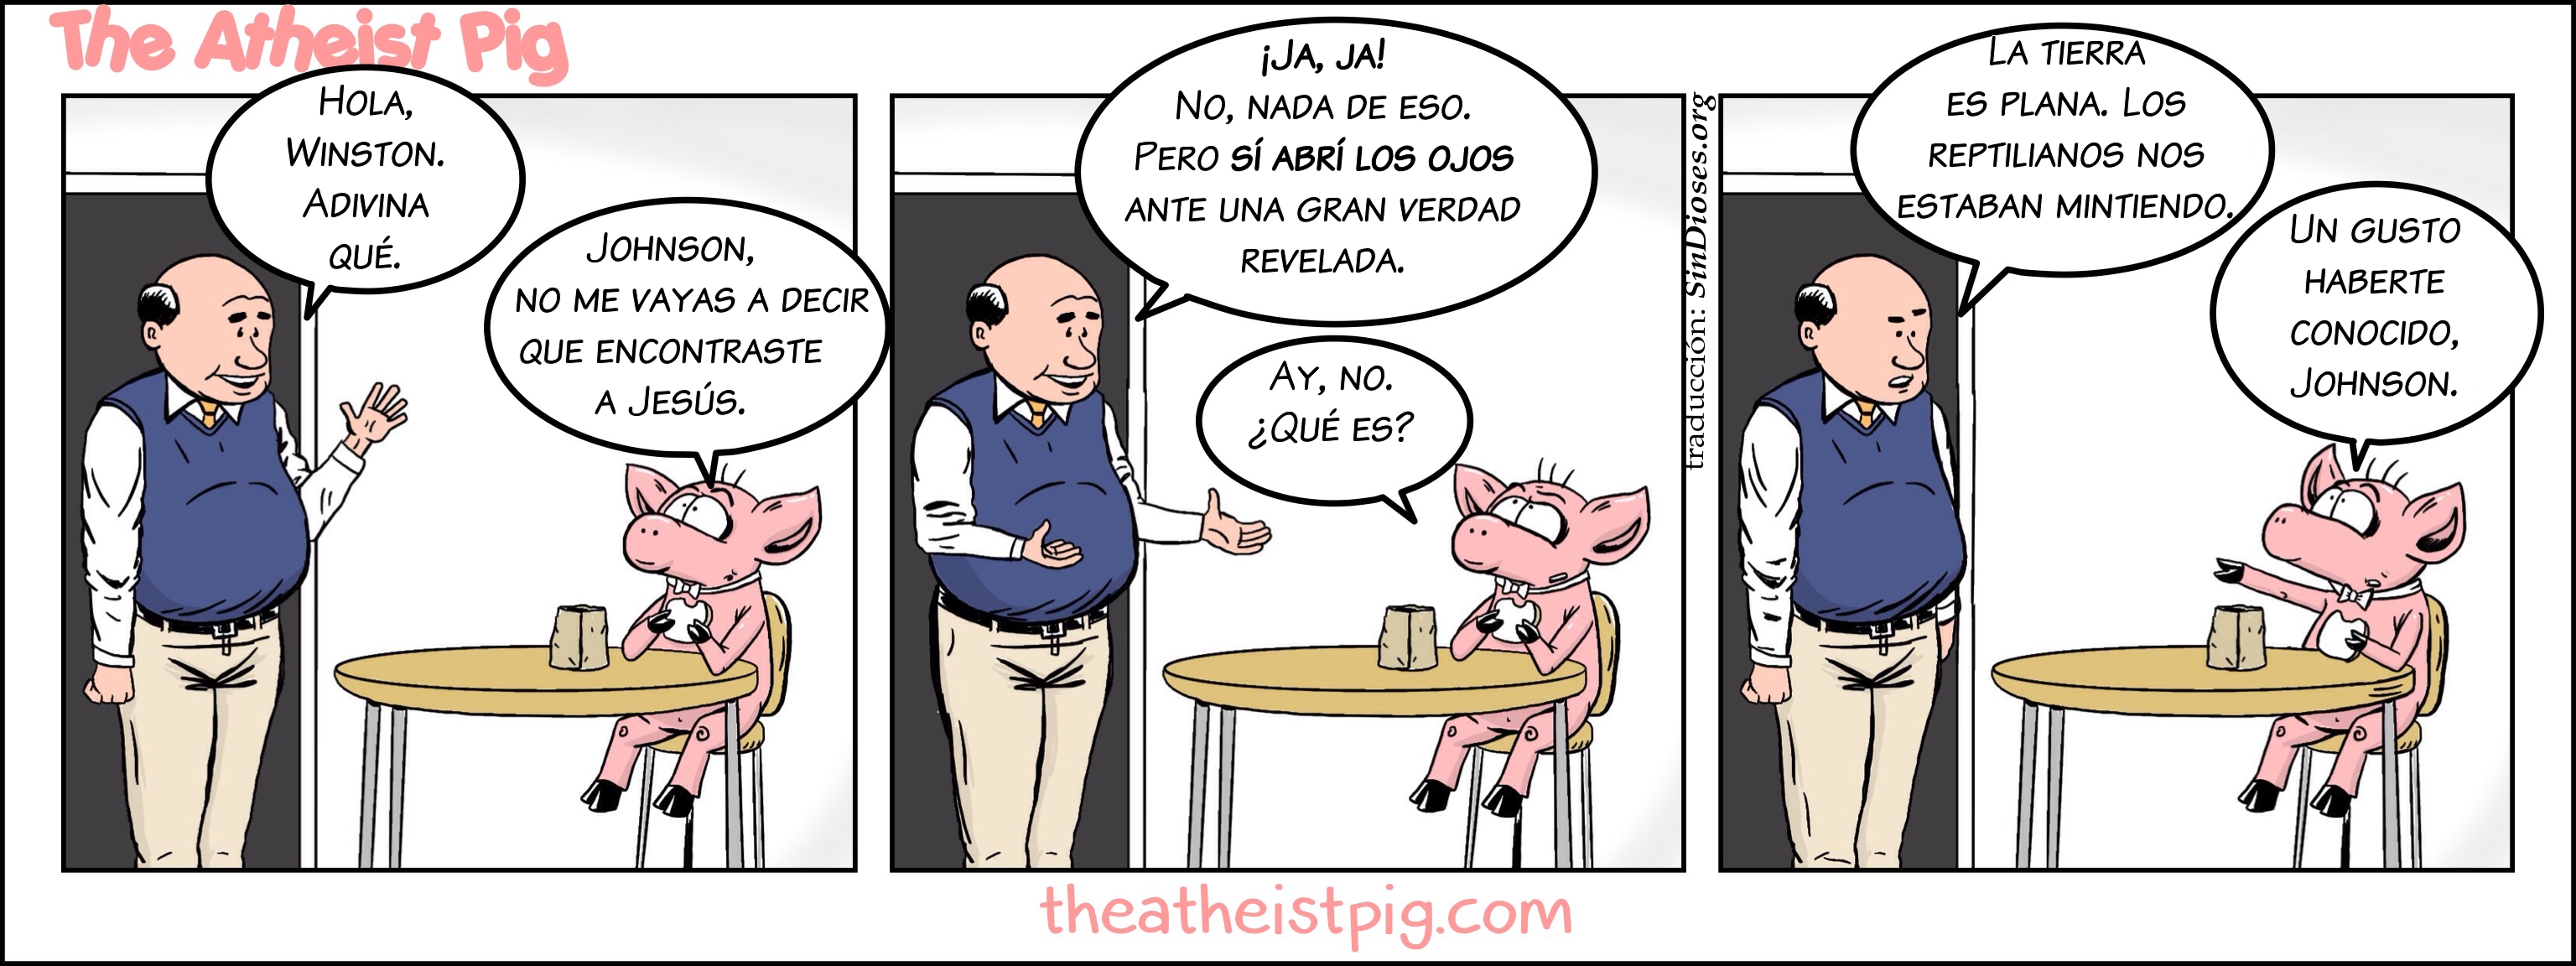 The Atheist Pig
HOLA,
WINSTON.
ADIVINA
QUÉ.
JOHNSON,
NO ME VAYAS A DECIR
QUE ENCONTRASTE
A JESÚS.
¡JA, JA!
NO, NADA DE ESO.
PERO SÍ ABRÍ LOS OJOS
ANTE UNA GRAN VERDAD
REVELADA.
AY, NO.
¿QUÉ ES?
traducción: SinDioses.org
LA TIERRA
ES PLANA. LOS
REPTILIANOS NOS
ESTABAN MINTIENDO.
UN GUSTO
HABERTE
CONOCIDO,
JOHNSON.
theatheistpig.com